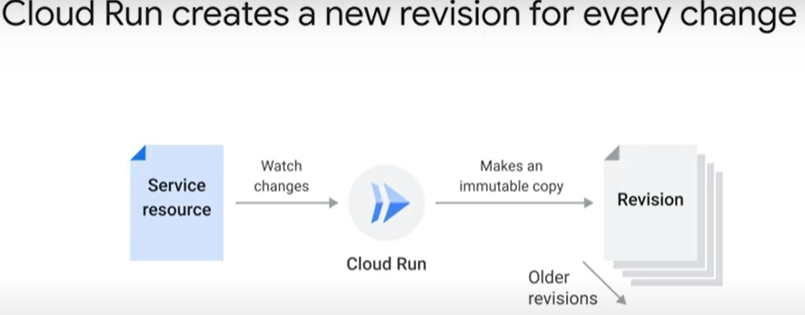 Cloud Run creates a new revision for every change
Service
resource
Watch
changes
Cloud Run
Makes an
immutable copy
Revision
Older
revisions